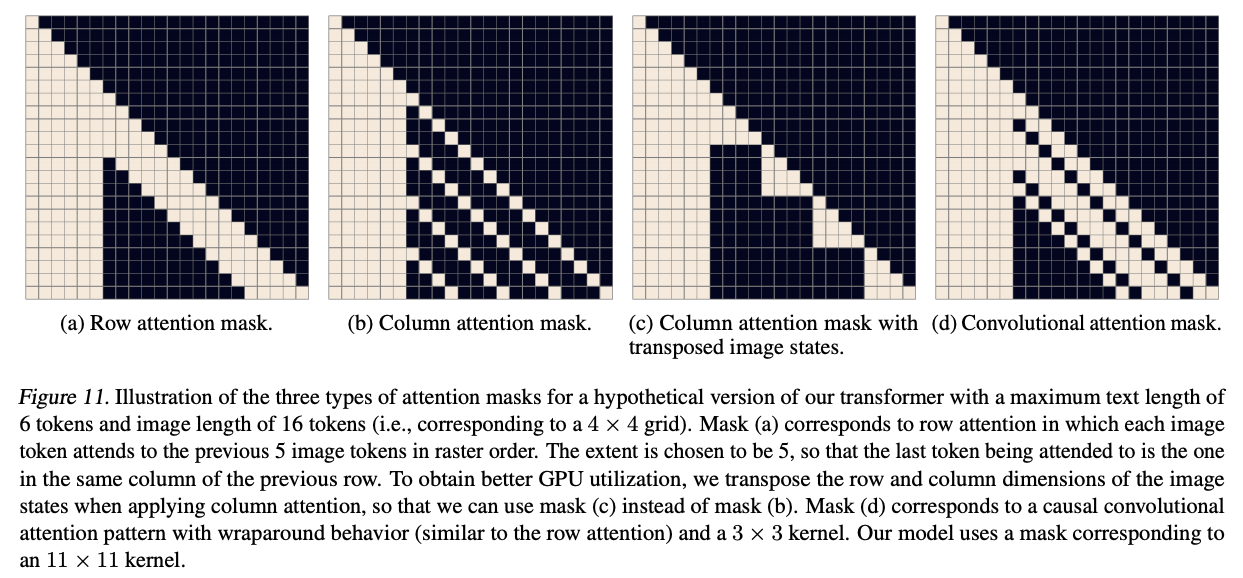 (a) Row attention mask.
(b) Column attention mask.
(c) Column attention mask with
transposed image states.
(d) Convolutional attention mask.
Figure 11. Illustration of the three types of attention masks for a hypothetical version of our transformer with a maximum text length of
6 tokens and image length of 16 tokens (i.e., corresponding to a 4 × 4 grid). Mask (a) corresponds to row attention in which each image
token attends to the previous 5 image tokens in raster order. The extent is chosen to be 5, so that the last token being attended to is the one
in the same column of the previous row. To obtain better GPU utilization, we transpose the row and column dimensions of the image
states when applying column attention, so that we can use mask (c) instead of mask (b). Mask (d) corresponds to a causal convolutional
attention pattern with wraparound behavior (similar to the row attention) and a 3 × 3 kernel. Our model uses a mask corresponding to
an 11 × 11 kernel.